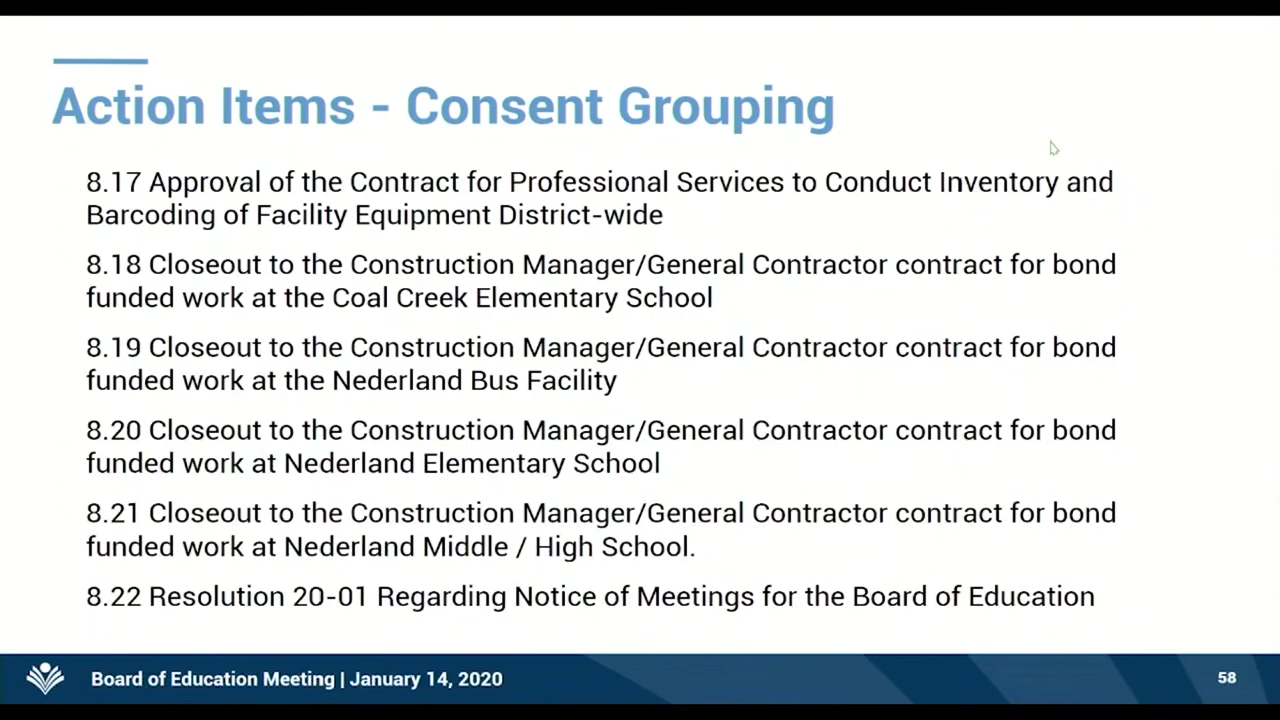 Action Items - Consent Grouping
8.17 Approval of the Contract for Professional Services to Conduct Inventory and
Barcoding of Facility Equipment District-wide
8.18 Closeout to the Construction Manager/General Contractor contract for bond
funded work at the Coal Creek Elementary School
8.19 Closeout to the Construction Manager/General Contractor contract for bond
funded work at the Nederland Bus Facility
8.20 Closeout to the Construction Manager/General Contractor contract for bond
funded work at Nederland Elementary School
8.21 Closeout to the Construction Manager/General Contractor contract for bond
funded work at Nederland Middle / High School.
8.22 Resolution 20-01 Regarding Notice of Meetings for the Board of Education
Board of Education Meeting | January 14, 2020
58